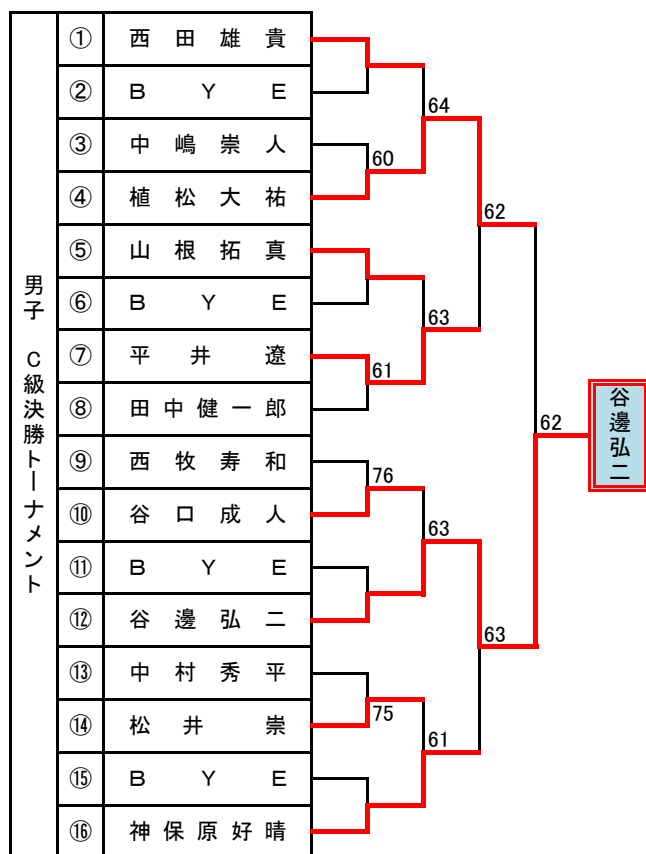 男子 C級決勝トーナメント
① 西田雄貴
② BYE
③ 中嶋崇人
④ 植松大祐
⑤ 山根拓真
⑥ BYE
⑦ 平井遼
⑧ 田中健一郎
⑨ 西牧寿和
⑩ 谷口成人
⑪ BYE
⑫ 谷邊弘二
⑬ 中村秀平
⑭ 松井崇
⑮ BYE
⑯ 神保原好晴
60
61
76
75
64
63
63
61
62
63
62
谷邊弘二